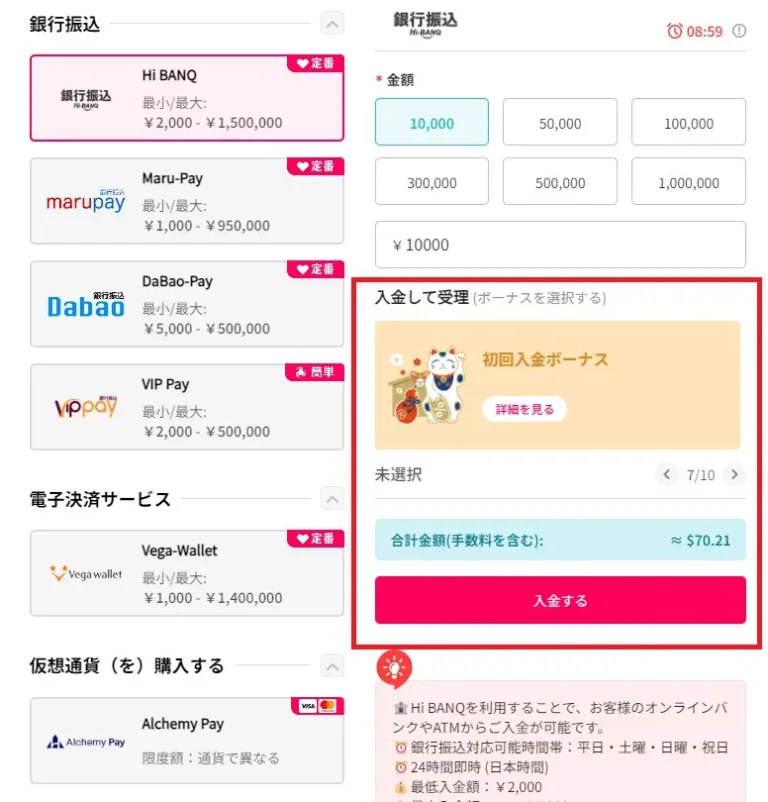 銀行振込
定番
銀行振込
Hi-BANQ
Hi BANQ
最小/最大:
¥2,000 - ¥1,500,000
定番
銀行振込
marupay
Maru-Pay
最小/最大:
¥1,000 - ¥950,000
定番
銀行振込
Dabao
DaBao-Pay
最小/最大:
¥5,000 - ¥500,000
簡単
銀行振込
vippay
VIP Pay
最小/最大:
¥2,000 - ¥500,000
電子決済サービス
定番
Vega wallet
Vega-Wallet
最小/最大:
¥1,000 - ¥1,400,000
仮想通貨（を）購入する
VISA
Alchemy Pay
Alchemy Pay
限度額：通貨で異なる
銀行振込
Hi-BANQ
08:59
* 金額
10,000 50,000 100,000
300,000 500,000 1,000,000
¥ 10000
入金して受理 (ボーナスを選択する)
初回入金ボーナス
詳細を見る
未選択 < 7/10 >
合計金額(手数料を含む): ≈ $70.21
入金する
Hi BANQを利用することで、お客様のオンラインバ
ンクやATMからご入金が可能です。
銀行振込対応可能時間帯：平日・土曜・日曜・祝日
24時間即時 (日本時間)
最低入金額：￥2,000